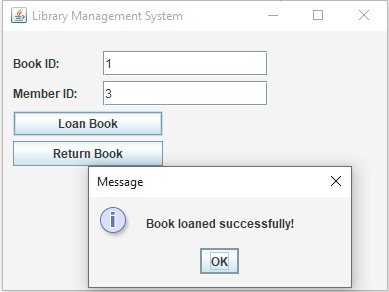 Library Management System
Book ID: 1
Member ID: 3
Loan Book
Return Book
Message
Book loaned successfully!
OK